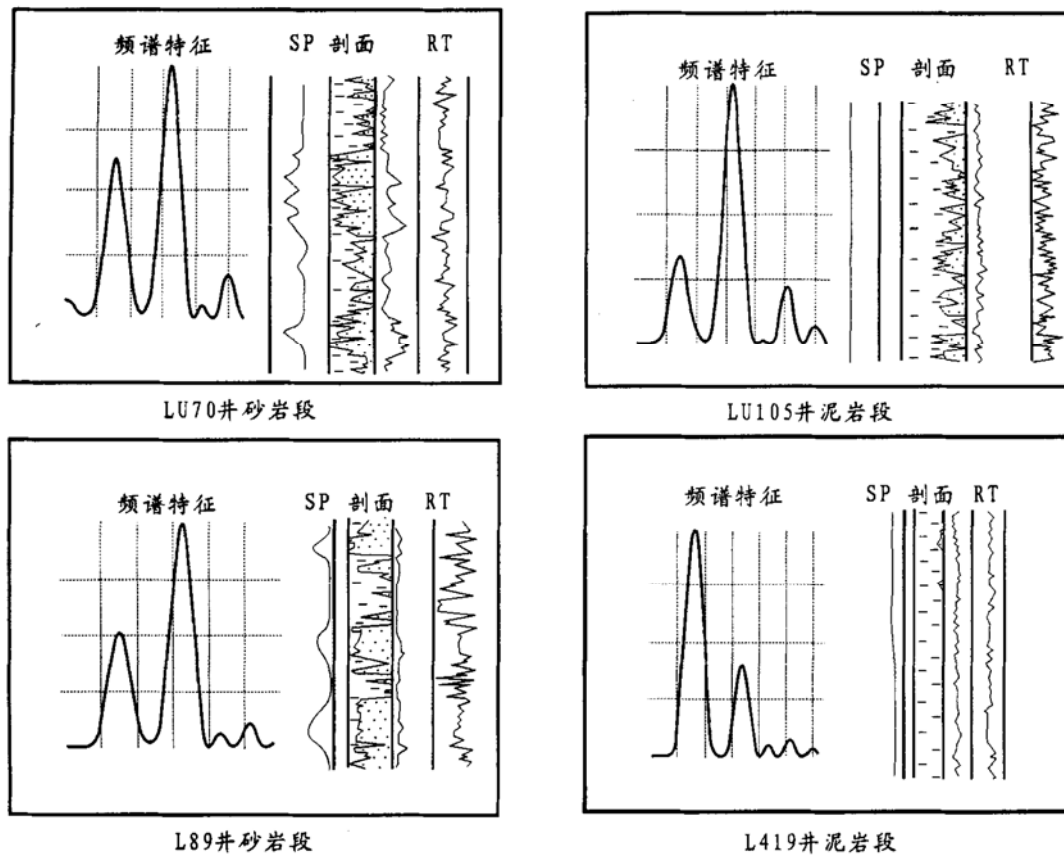 频谱特征 SP 剖面 RT
LU70井砂岩段
频谱特征 SP 剖面 RT
LU105井泥岩段
频谱特征 SP 剖面 RT
L89井砂岩段
频谱特征 SP 剖面 RT
L419井泥岩段